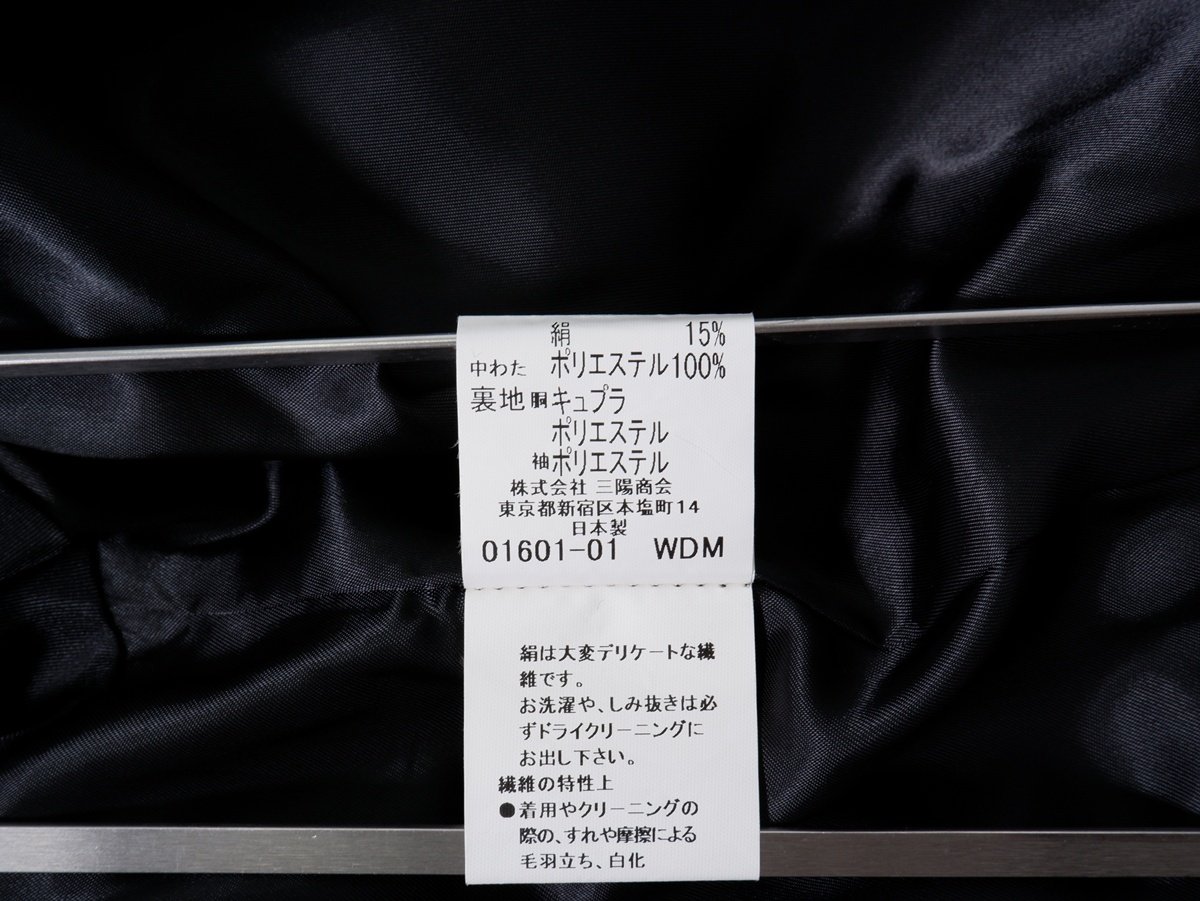 絹 15%
中わた ポリエステル100%
裏地 胴キュプラ
ポリエステル
袖ポリエステル
株式会社 三陽商会
東京都新宿区本塩町14
日本製
01601-01 WDM
絹は大変デリケートな繊
維です。
お洗濯や、しみ抜きは必
ずドライクリーニングに
お出し下さい。
繊維の特性上
●着用やクリーニングの
際の、すれや摩擦による
毛羽立ち、白化